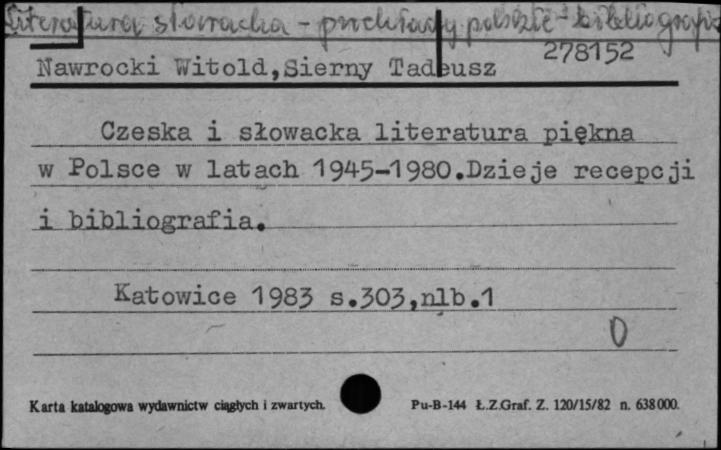 Literatura słowacka - przekłady polskie - bibliografia
278152
Nawrocki Witold,Sierny Tadeusz
Czeska i słowacka literatura piękna
w Polsce w latach 1945-1980.Dzieje recepcji
i bibliografia.
Katowice 1983 s.303,nlb.1
0
Karta katalogowa wydawnictw ciągłych i zwartych.
Pu-B-144 Ł.Z.Graf. Z. 120/15/82 n. 638000.